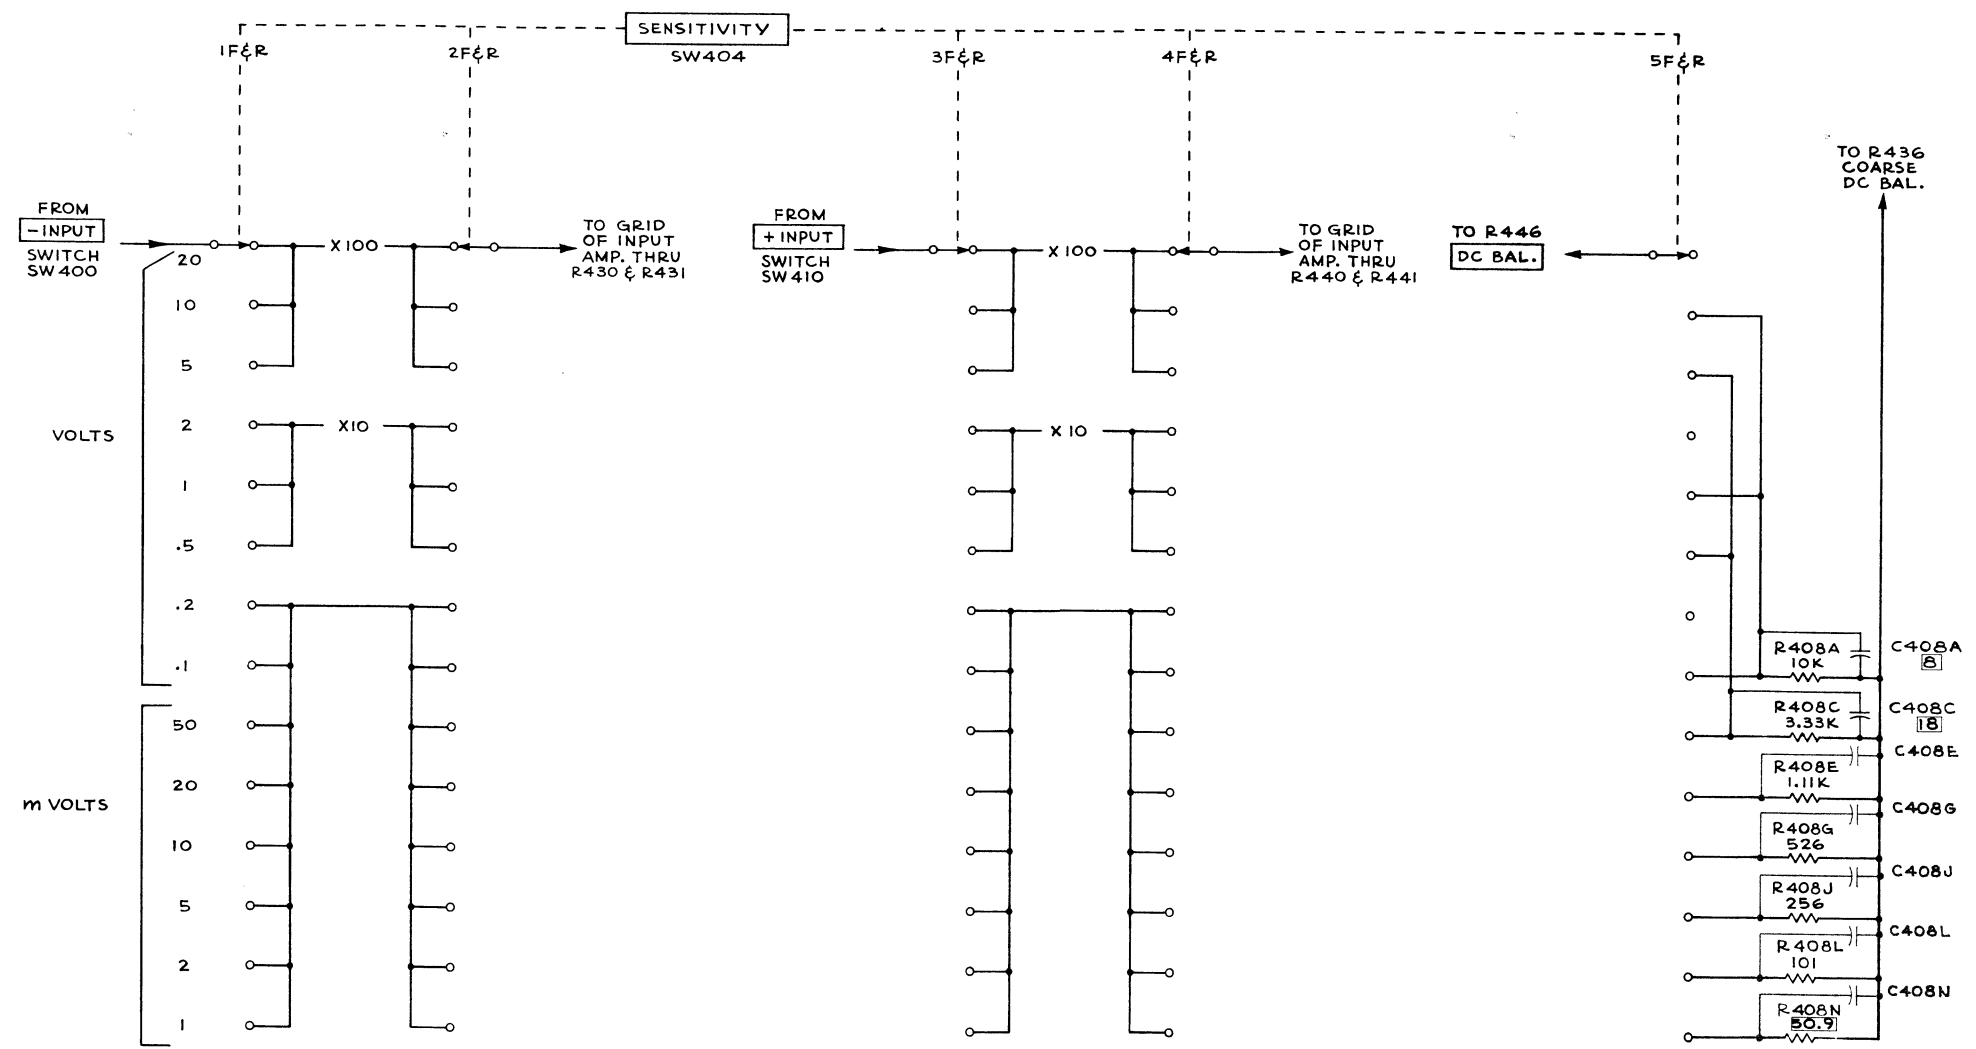 SENSITIVITY
SW404
1F&R
2F&R
3F&R
4F&R
5F&R
FROM
-INPUT
SWITCH
SW400
X100
TO GRID
OF INPUT
AMP. THRU
R430 & R431
FROM
+INPUT
SWITCH
SW410
X100
TO GRID
OF INPUT
AMP. THRU
R440 & R441
TO R446
DC BAL.
TO R436
COARSE
DC BAL.
VOLTS
20
10
5
2
1
.5
.2
.1
X10
X10
m VOLTS
50
20
10
5
2
1
R408A
10K
C408A
8
R408C
3.33K
C408C
18
C408E
R408E
1.11K
C408G
R408G
526
C408J
R408J
256
C408L
R408L
101
C408N
R408N
50.9